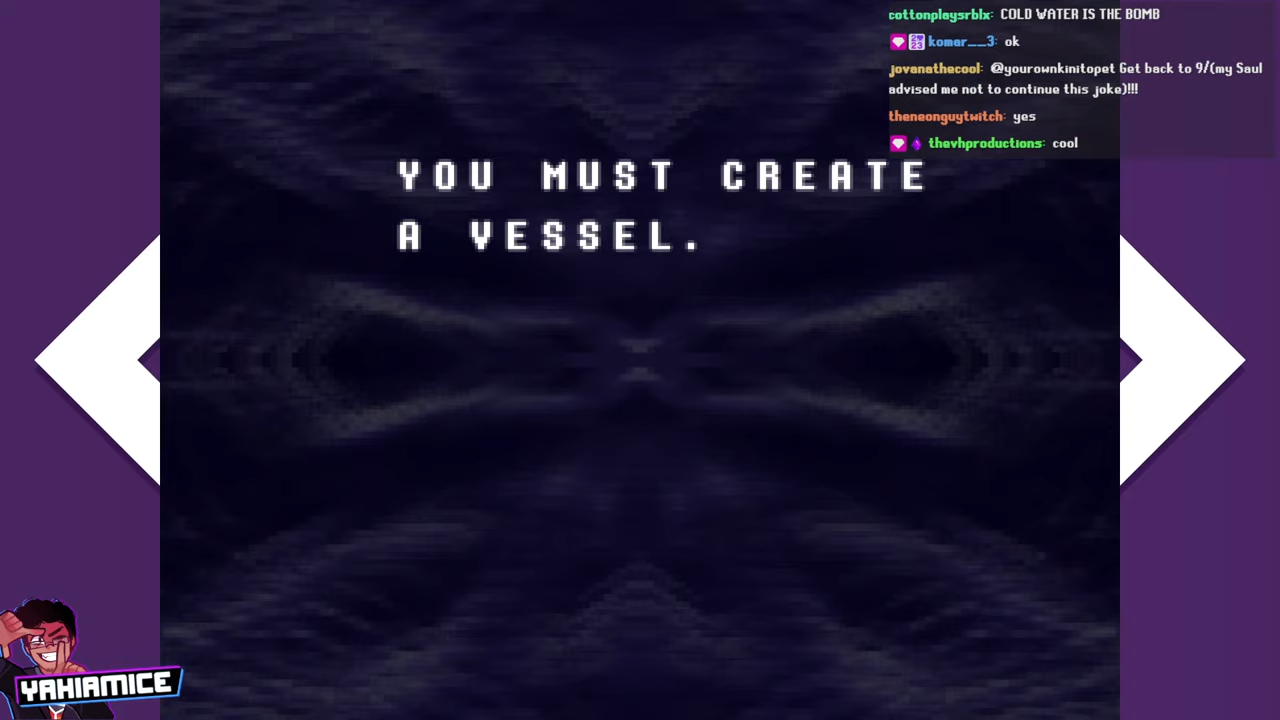 cottonplaysrblx: COLD WATER IS THE BOMB
komar__3: ok
jovanathecool: @yourownkinitopet Get back to 9/(my Saul
advised me not to continue this joke)!!!
theneonguytwitch: yes
thevhproductions: cool
YOU MUST CREATE
A VESSEL.
YAHIAMICE